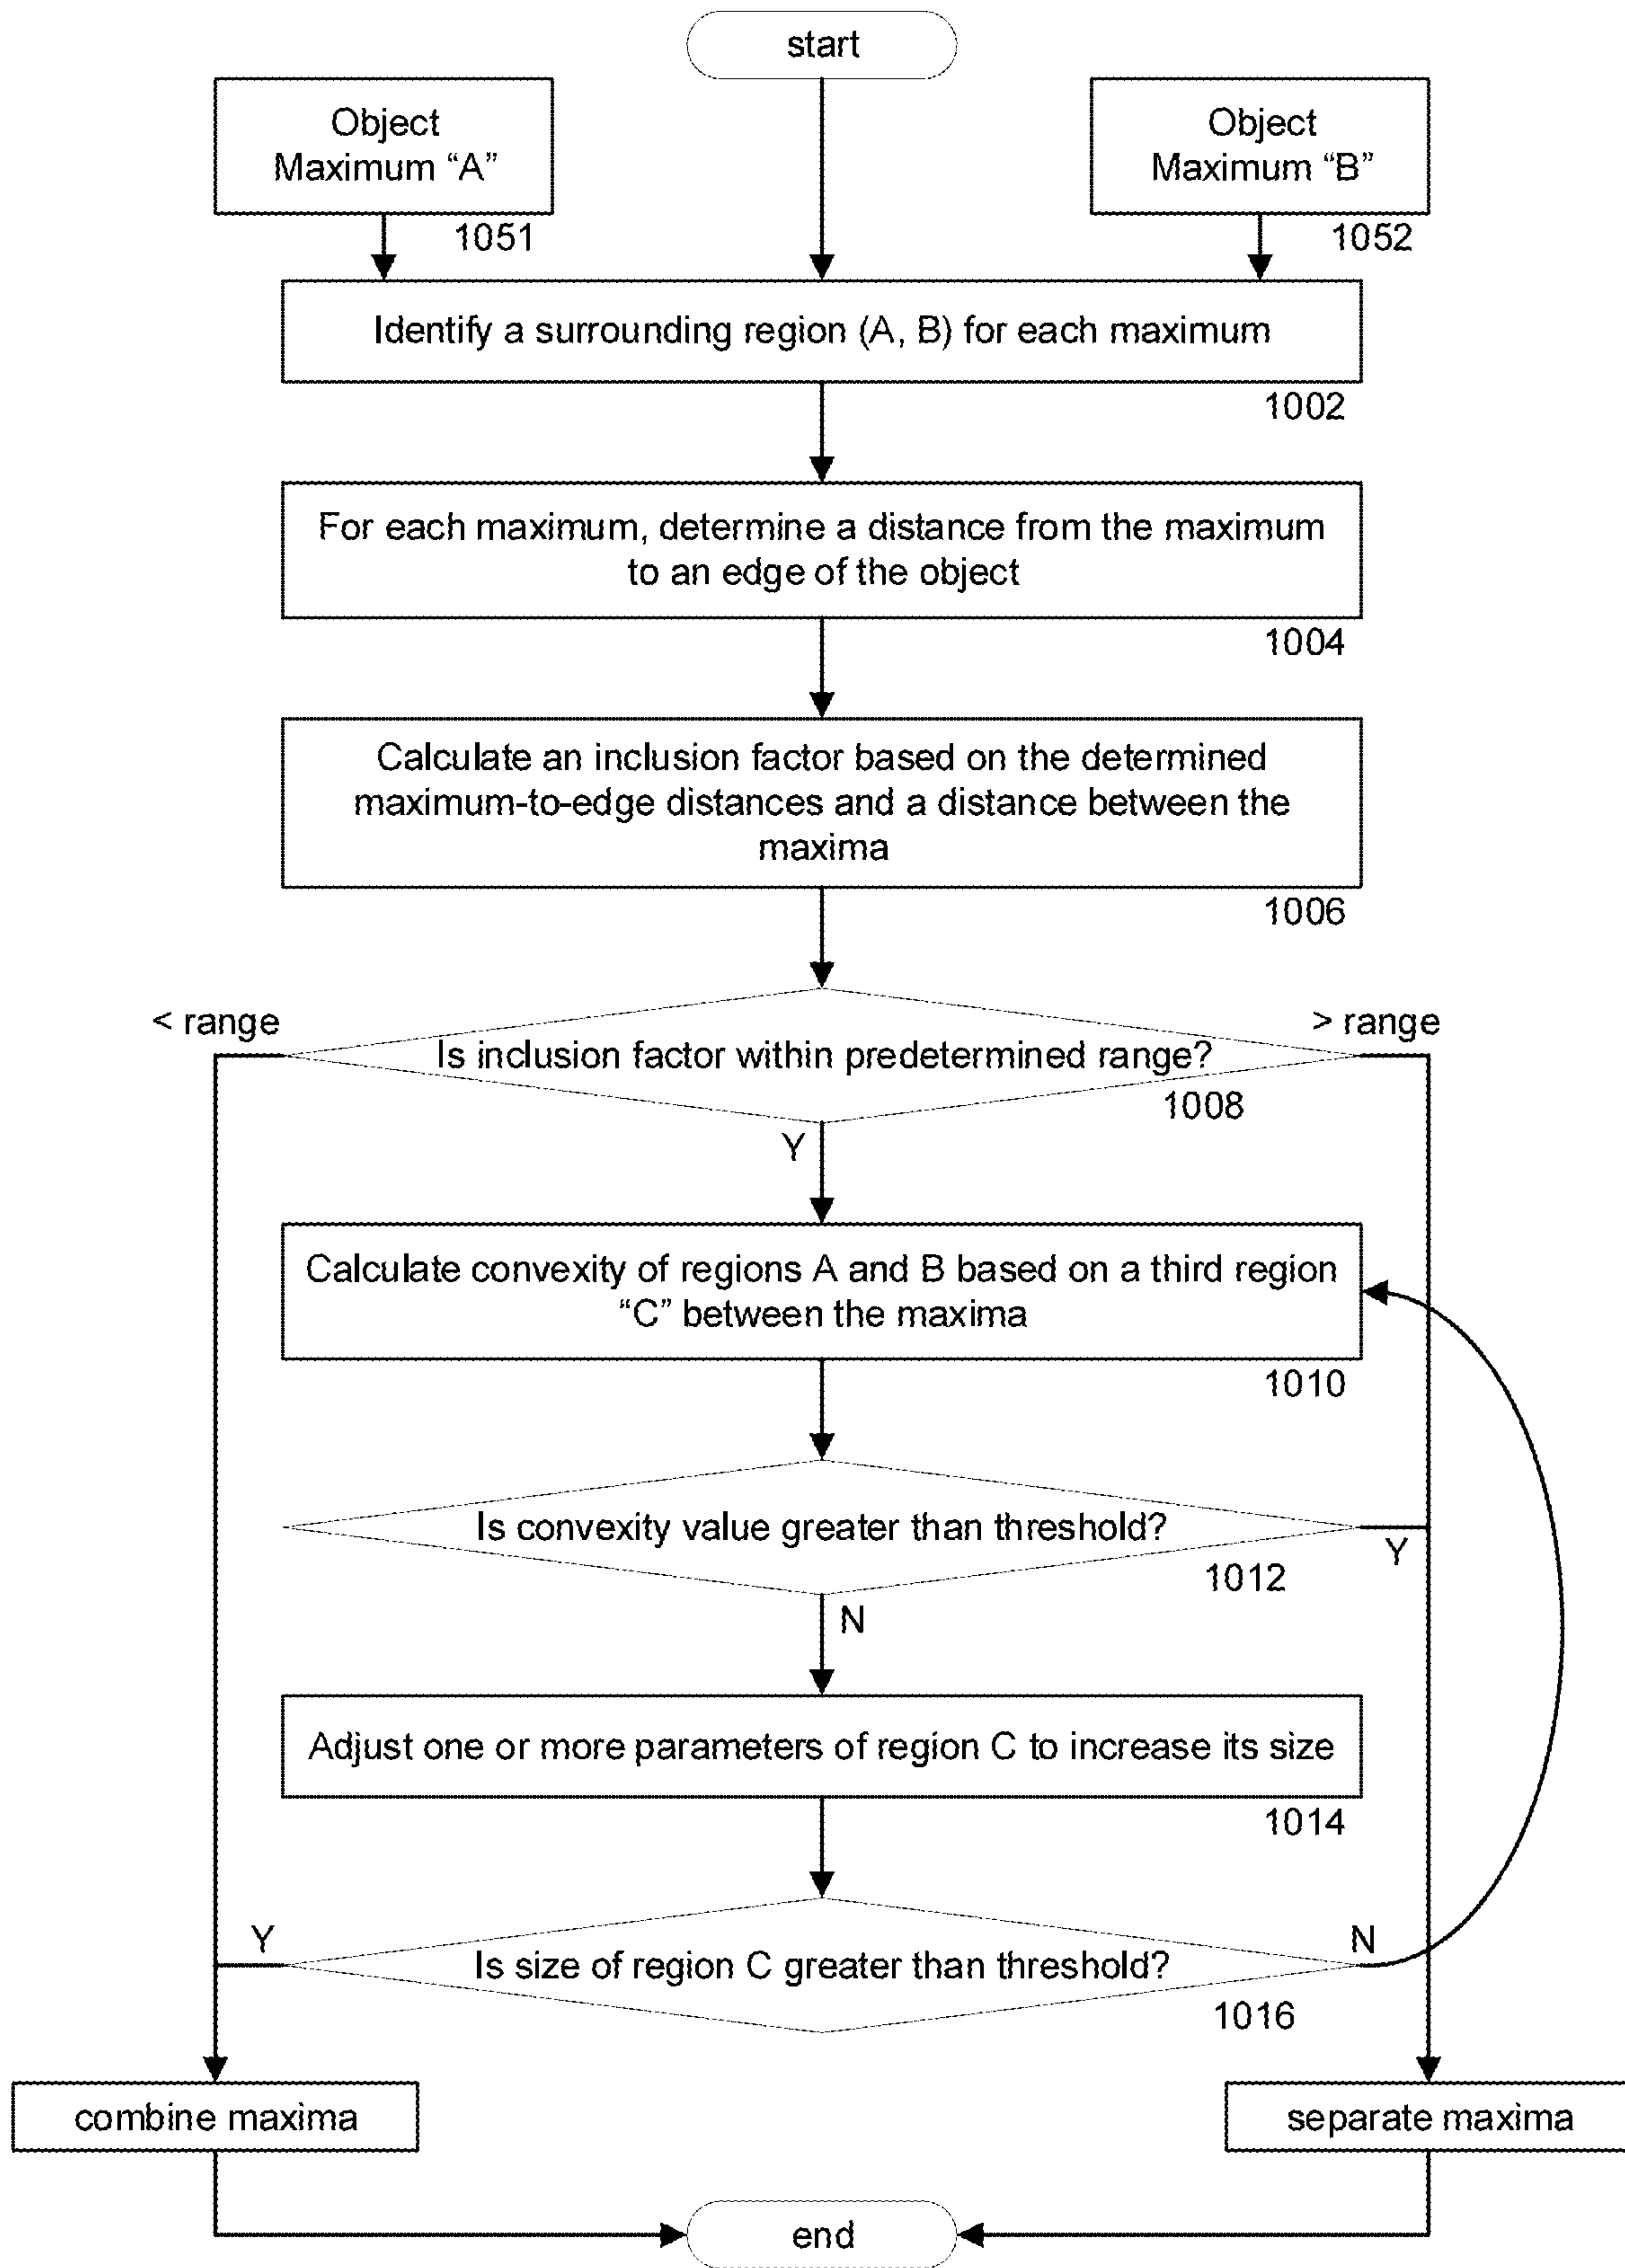 start
Object
Maximum “A”
1051
Object
Maximum “B”
1052
Identify a surrounding region (A, B) for each maximum
1002
For each maximum, determine a distance from the maximum
to an edge of the object
1004
Calculate an inclusion factor based on the determined
maximum-to-edge distances and a distance between the
maxima
1006
< range
> range
Is inclusion factor within predetermined range?
1008
Y
Calculate convexity of regions A and B based on a third region
“C” between the maxima
1010
Is convexity value greater than threshold?
Y
1012
N
Adjust one or more parameters of region C to increase its size
1014
Y
N
Is size of region C greater than threshold?
1016
combine maxima
separate maxima
end